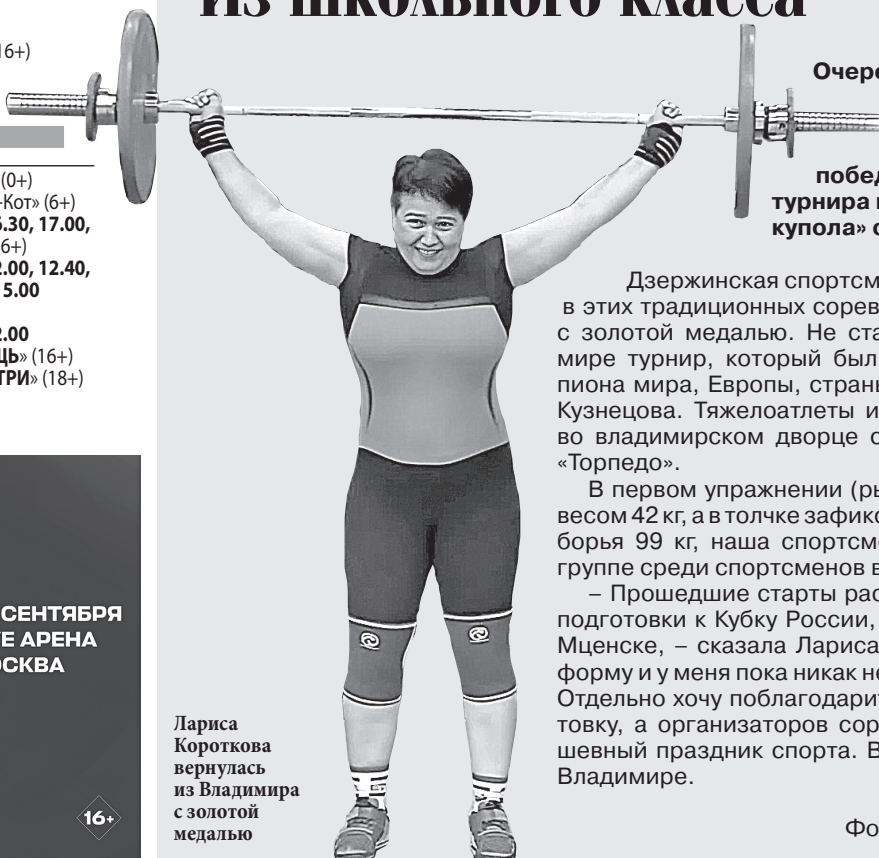 Из школьного класса
16+)
(0+)
-Кот» (6+)
6.30, 17.00,
6+)
2.00, 12.40,
15.00
2.00
ЩЬ» (16+)
ТРИ» (18+)
СЕНТЯБРЯ
Е АРЕНА
ОСКВА
16+
Лариса
Короткова
вернулась
из Владимира
с золотой
медалью
Очере
побед
турнира
купола» с
Дзержинская спортсм
в этих традиционных сорев
с золотой медалью. Не ста
мире турнир, который был
пиона мира, Европы, страны
Кузнецова. Тяжелоатлеты и
во владимирском дворце с
«Торпедо».
В первом упражнении (ры
весом 42 кг, а в толчке зафикс
борья 99 кг, наша спортсме
группе среди спортсменов в
– Прошедшие старты рас
подготовки к Кубку России,
Мценске, – сказала Лариса
форму и у меня пока никак не
Отдельно хочу поблагодарит
товку, а организаторов сор
шевный праздник спорта. В
Владимире.
Фо